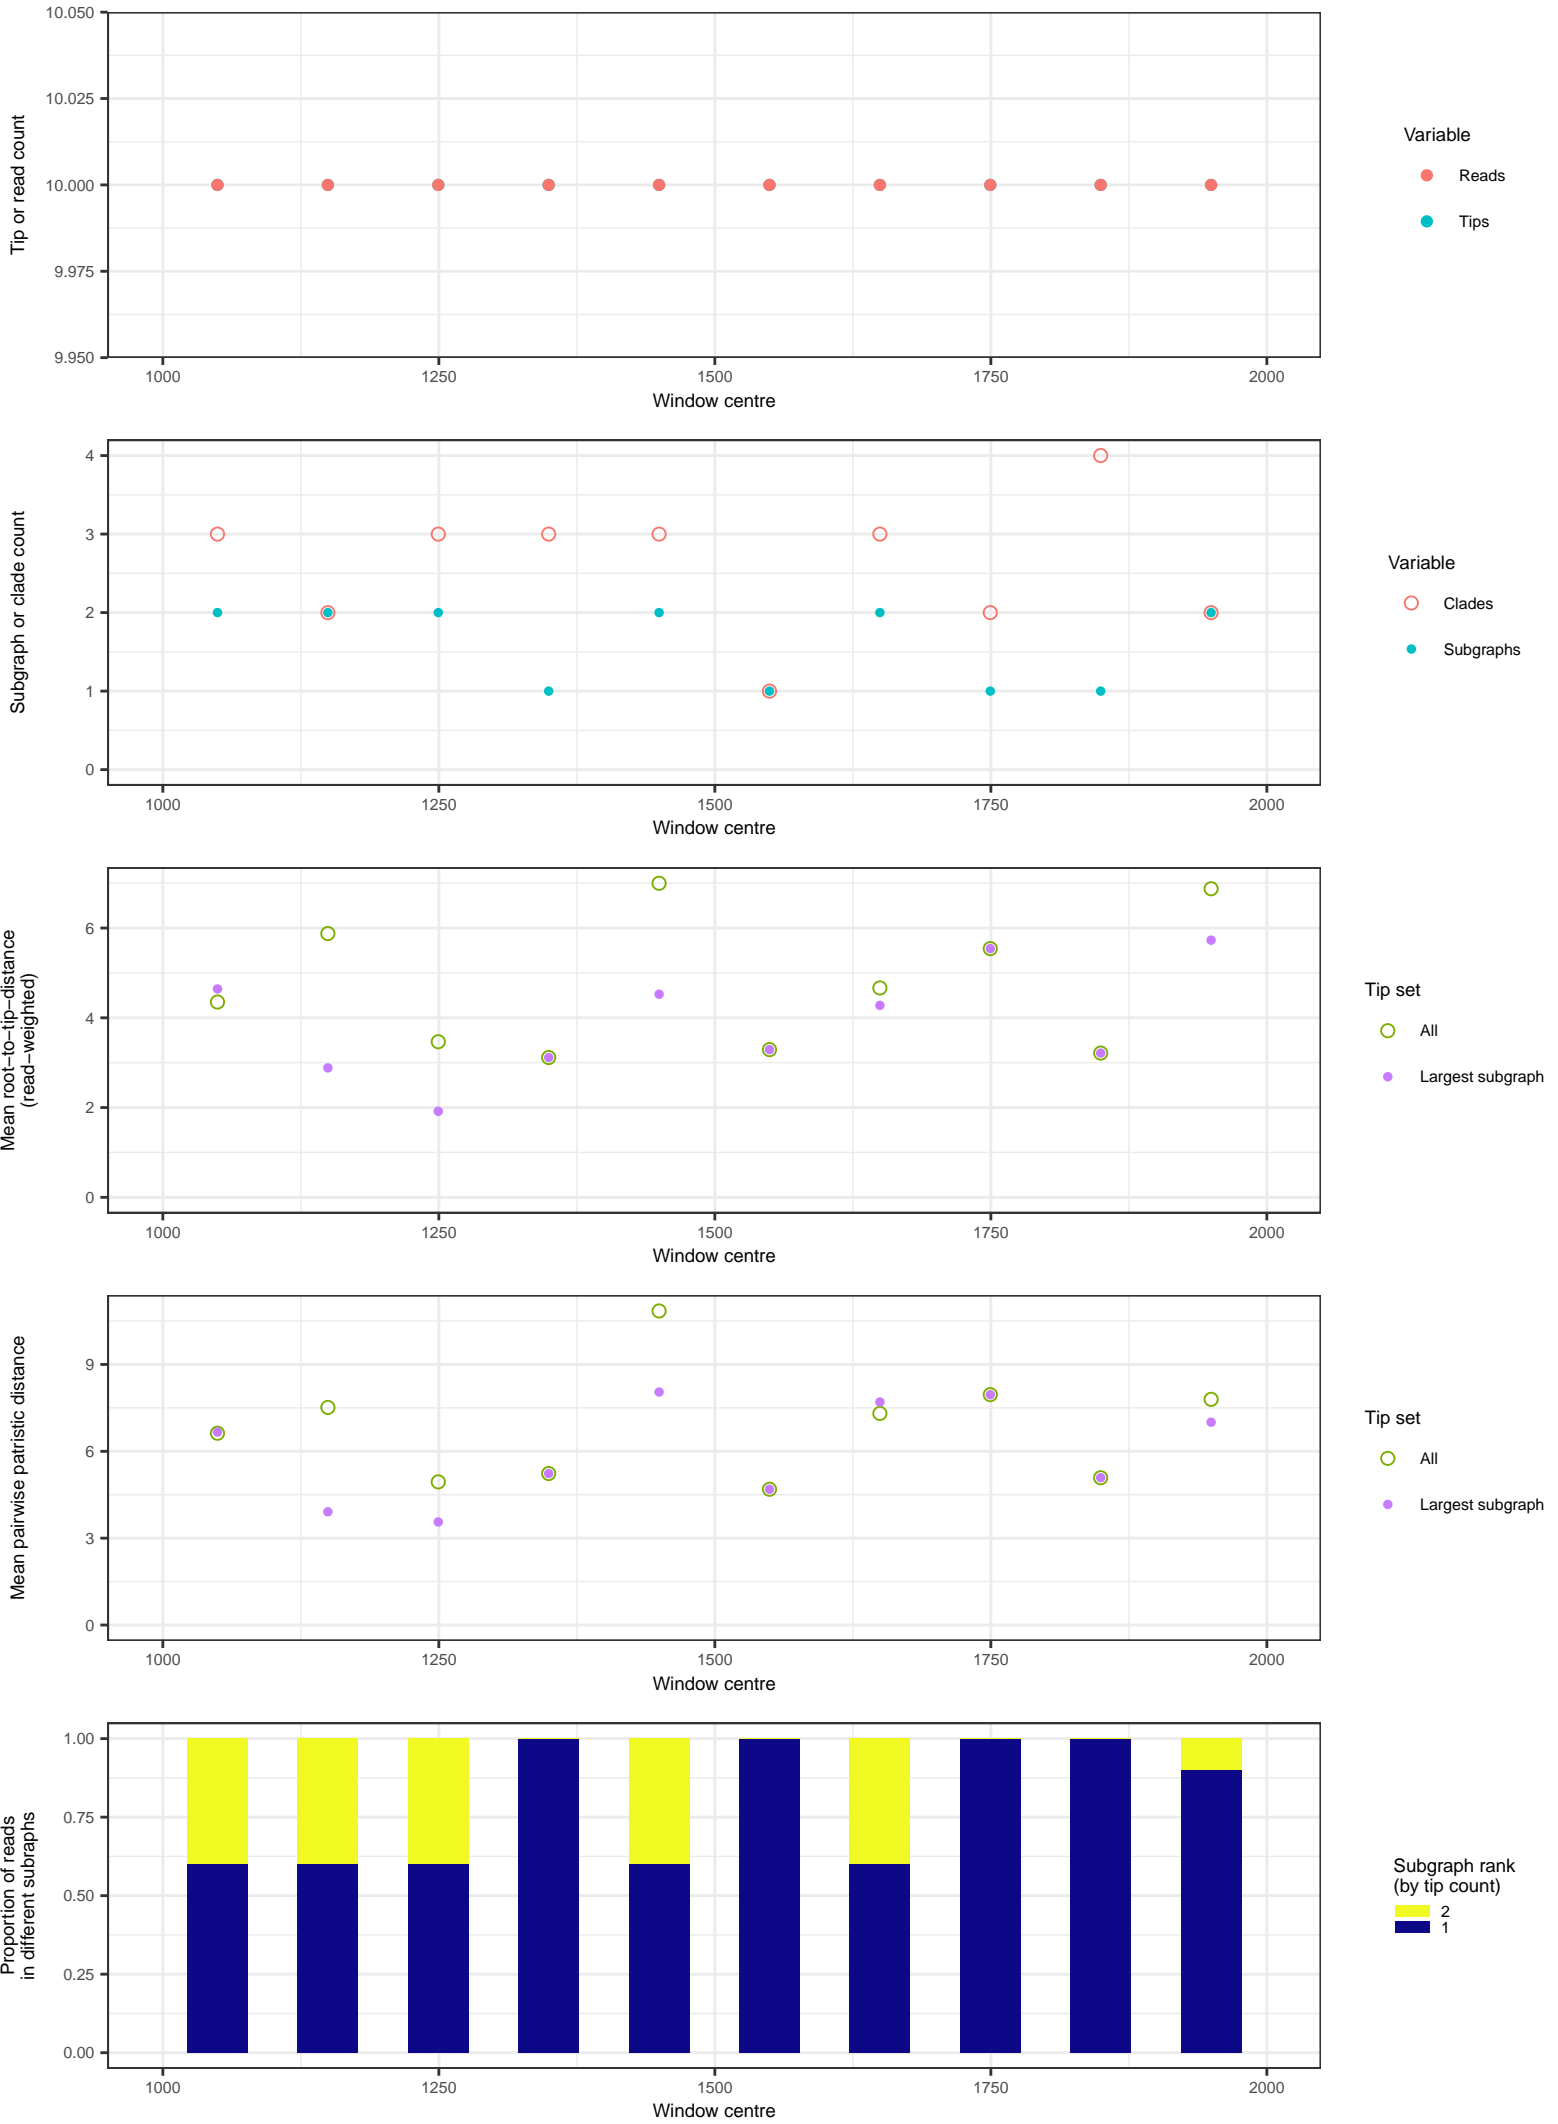 10.050
10.025
10.000
9.975
9.950
Tip or read count
1000 1250 1500 1750 2000
Window centre
Variable
Reads
Tips
4
3
2
1
0
Subgraph or clade count
1000 1250 1500 1750 2000
Window centre
Variable
Clades
Subgraphs
6
4
2
0
Mean root−to−tip−distance
(read−weighted)
1000 1250 1500 1750 2000
Window centre
Tip set
All
Largest subgraph
9
6
3
0
Mean pairwise patristic distance
1000 1250 1500 1750 2000
Window centre
Tip set
All
Largest subgraph
1.00
0.75
0.50
0.25
0.00
Proportion of reads
in different subraphs
1000 1250 1500 1750 2000
Window centre
Subgraph rank
(by tip count)
2
1